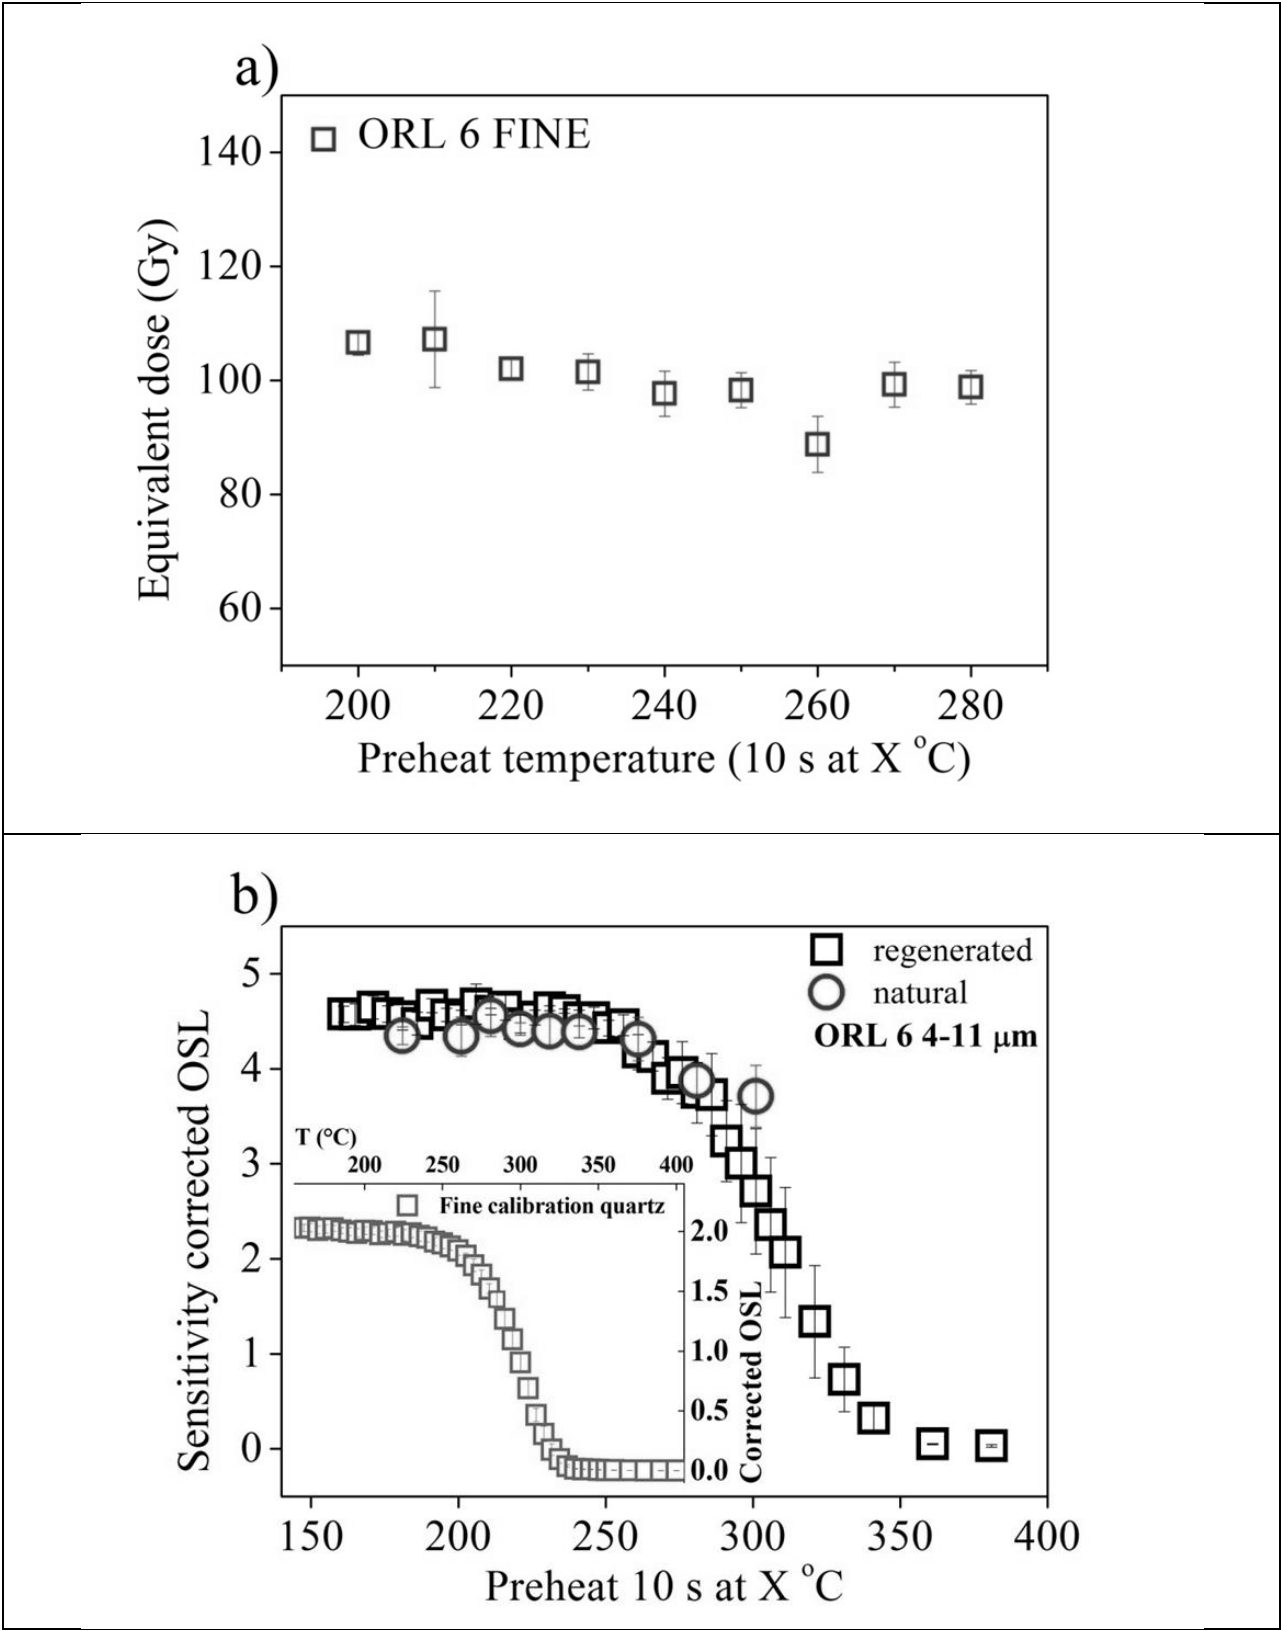 a)
ORL 6 FINE
140
120
100
80
60
Equivalent dose (Gy)
200 220 240 260 280
Preheat temperature (10 s at X °C)
b)
regenerated
natural
ORL 6 4-11 μm
5
4
3
2
1
0
Sensitivity corrected OSL
T (°C)
200 250 300 350 400
Fine calibration quartz
2.0
1.5
1.0
0.5
0.0
Corrected OSL
150 200 250 300 350 400
Preheat 10 s at X °C